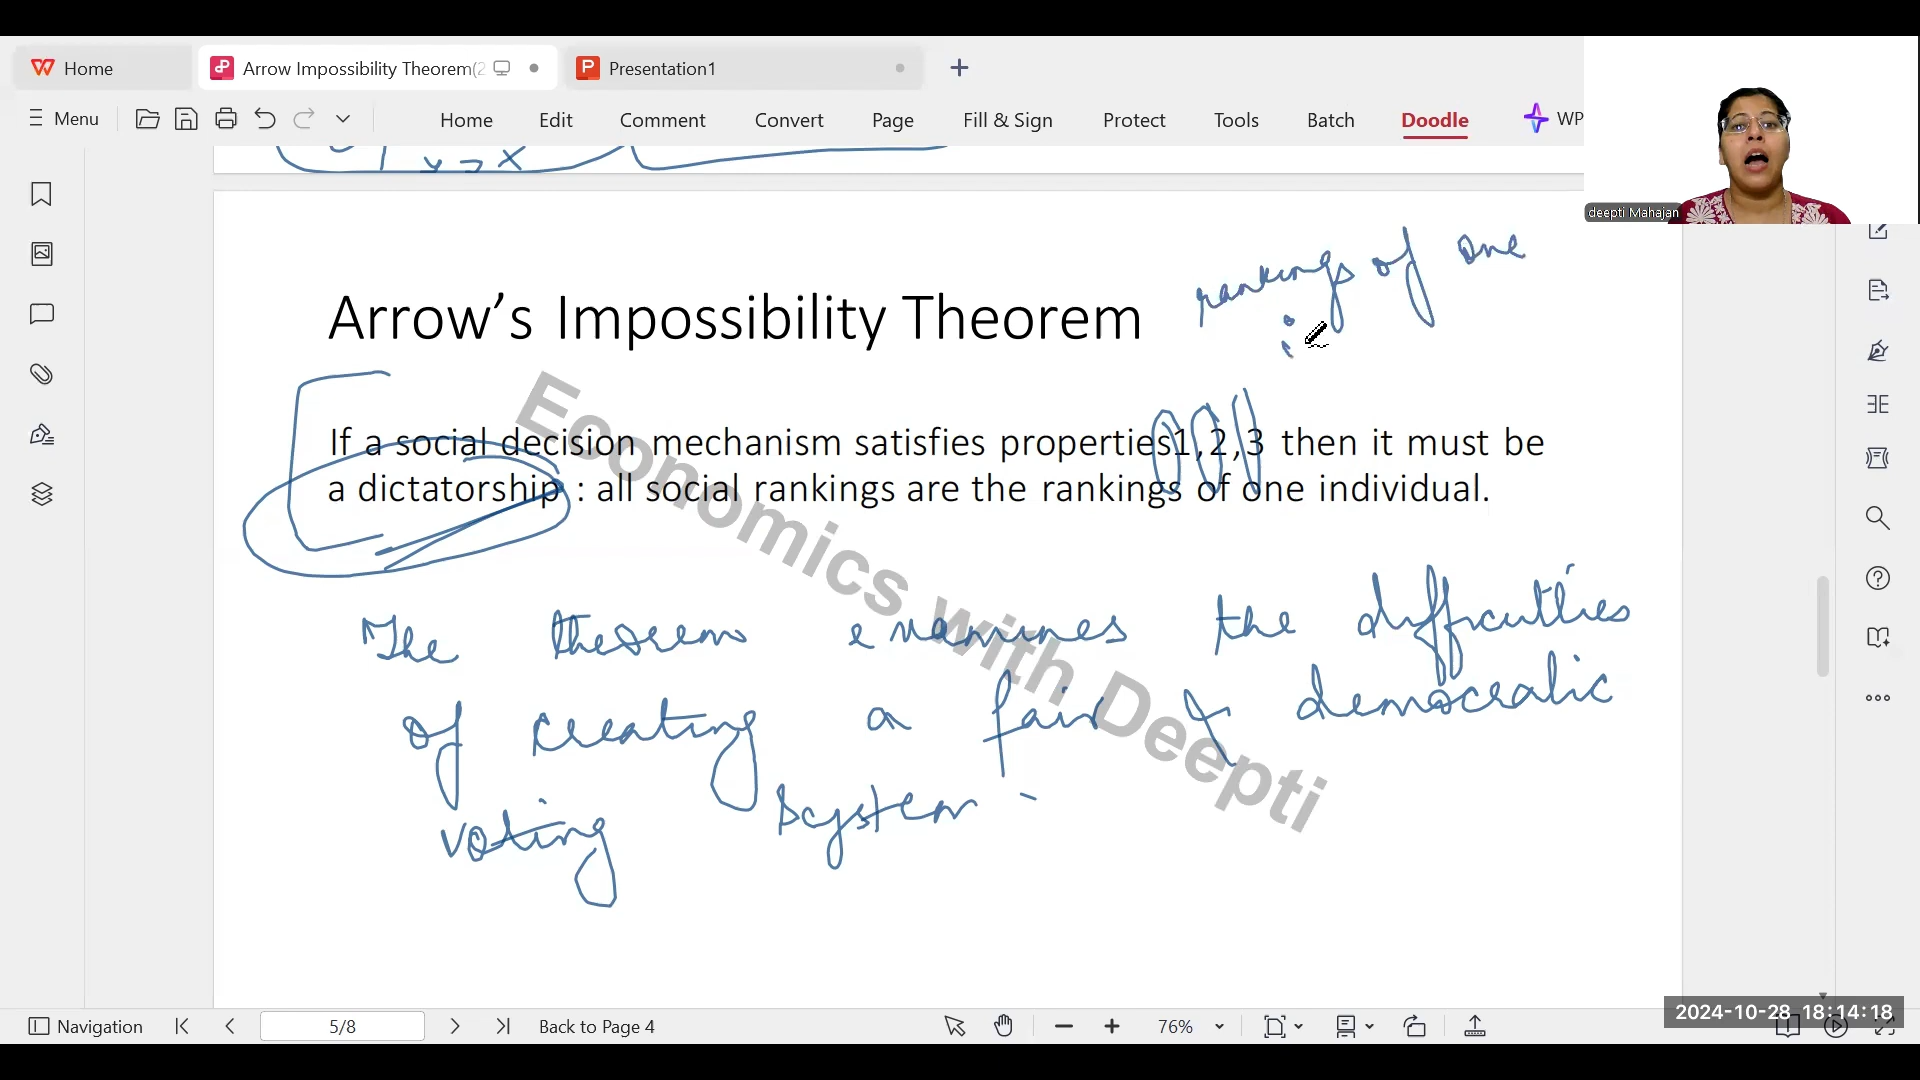 Home
Arrow Impossibility Theorem(2
Presentation1
Menu
Home Edit Comment Convert Page Fill & Sign Protect Tools Batch Doodle WP
y > x
deepti Mahajan
rankings of one
i
Arrow's Impossibility Theorem
If a social decision mechanism satisfies properties1,2,3 then it must be
a dictatorship : all social rankings are the rankings of one individual.
Economics with Deepti
The theorem examines the difficulties
of creating a fair & democratic
voting system -
2024-10-28 18:14:18
Navigation 5/8 Back to Page 4 76%